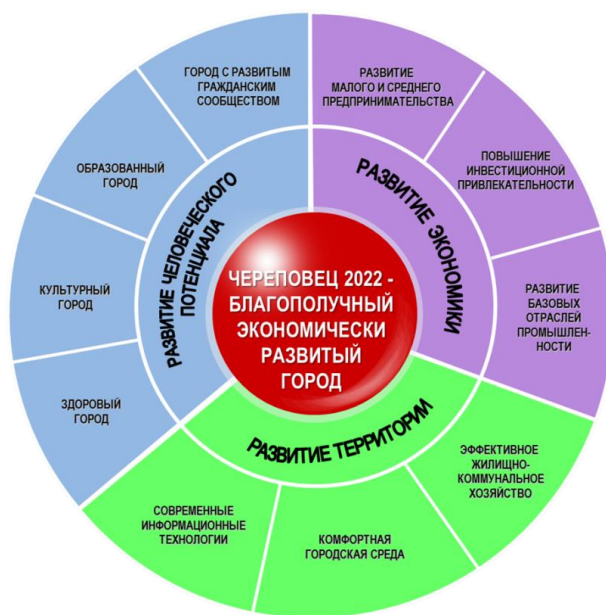 ЧЕРЕПОВЕЦ 2022 -
БЛАГОПОЛУЧНЫЙ
ЭКОНОМИЧЕСКИ
РАЗВИТЫЙ
ГОРОД
РАЗВИТИЕ ЭКОНОМИКИ
РАЗВИТИЕ
МАЛОГО И СРЕДНЕГО
ПРЕДПРИНИМАТЕЛЬСТВА
ПОВЫШЕНИЕ
ИНВЕСТИЦИОННОЙ
ПРИВЛЕКАТЕЛЬНОСТИ
РАЗВИТИЕ
БАЗОВЫХ
ОТРАСЛЕЙ
ПРОМЫШЛЕН-
НОСТИ
РАЗВИТИЕ ТЕРРИТОРИИ
ЭФФЕКТИВНОЕ
ЖИЛИЩНО-
КОММУНАЛЬНОЕ
ХОЗЯЙСТВО
КОМФОРТНАЯ
ГОРОДСКАЯ СРЕДА
СОВРЕМЕННЫЕ
ИНФОРМАЦИОННЫЕ
ТЕХНОЛОГИИ
РАЗВИТИЕ ЧЕЛОВЕЧЕСКОГО
ПОТЕНЦИАЛА
ЗДОРОВЫЙ
ГОРОД
КУЛЬТУРНЫЙ
ГОРОД
ОБРАЗОВАННЫЙ
ГОРОД
ГОРОД С РАЗВИТЫМ
ГРАЖДАНСКИМ
СООБЩЕСТВОМ